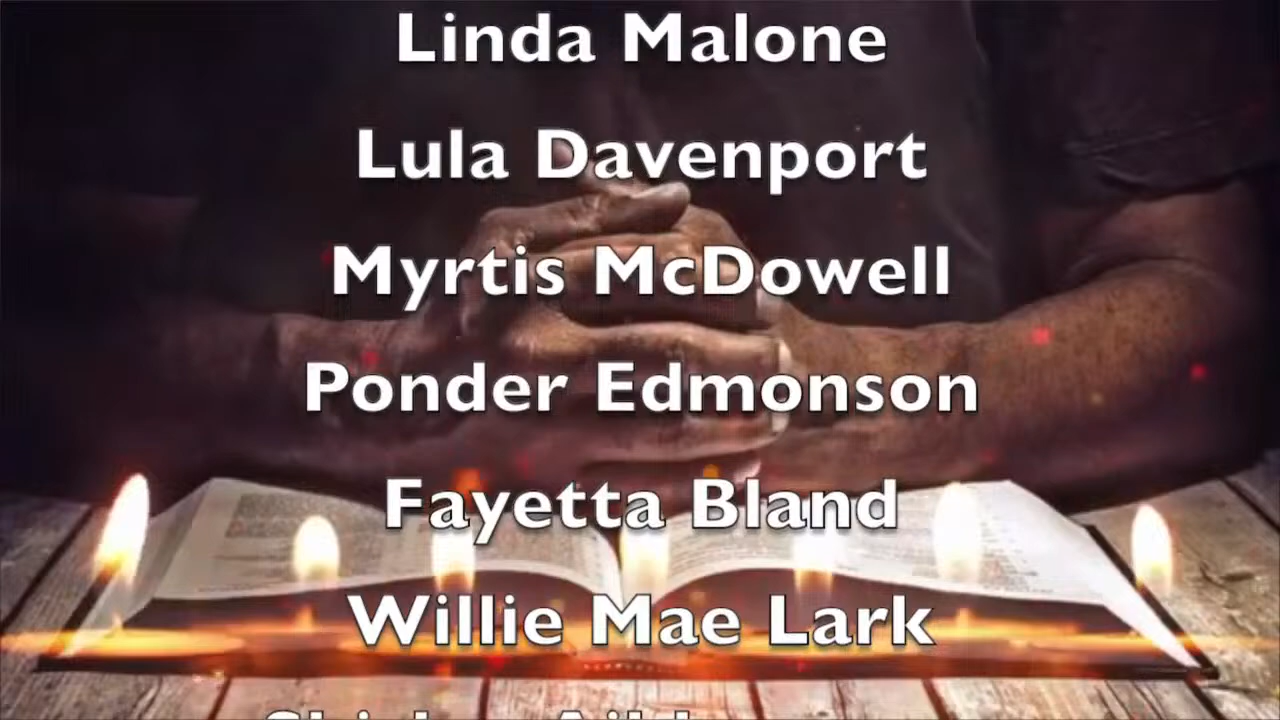 Linda Malone
Lula Davenport
Myrtis McDowell
Ponder Edmonson
Fayetta Bland
Willie Mae Lark